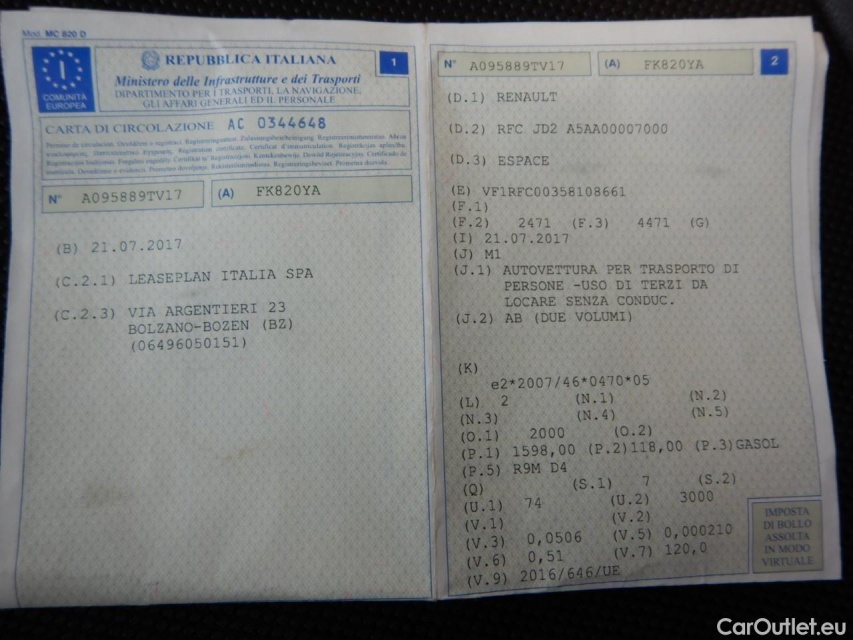 Mod. MC 820 D
REPUBBLICA ITALIANA
1
Ministero delle Infrastrutture e dei Trasporti
DIPARTIMENTO PER I TRASPORTI, LA NAVIGAZIONE,
GLI AFFARI GENERALI ED IL PERSONALE
I
COMUNITÀ
EUROPEA
CARTA DI CIRCOLAZIONE AC 0344648
N° A095889TV17 (A) FK820YA
(B) 21.07.2017
(C.2.1) LEASEPLAN ITALIA SPA
(C.2.3) VIA ARGENTIERI 23
BOLZANO-BOZEN (BZ)
(06496050151)
N° A095889TV17 (A) FK820YA 2
(D.1) RENAULT
(D.2) RFC JD2 A5AA00007000
(D.3) ESPACE
(E) VF1RFC00358108661
(F.1)
(F.2) 2471 (F.3) 4471 (G)
(I) 21.07.2017
(J) M1
(J.1) AUTOVETTURA PER TRASPORTO DI
PERSONE -USO DI TERZI DA
LOCARE SENZA CONDUC.
(J.2) AB (DUE VOLUMI)
(K)
e2*2007/46*0470*05
(L) 2 (N.1) (N.2)
(N.3) (N.4) (N.5)
(O.1) 2000 (O.2)
(P.1) 1598,00 (P.2)118,00 (P.3)GASOL
(P.5) R9M D4
(Q) (S.1) 7 (S.2)
(U.1) 74 (U.2) 3000
(V.1) (V.2)
(V.3) 0,0506 (V.5) 0,000210
(V.6) 0,51 (V.7) 120,0
(V.9) 2016/646/UE
IMPOSTA
DI BOLLO
ASSOLTA
IN MODO
VIRTUALE
CarOutlet.eu